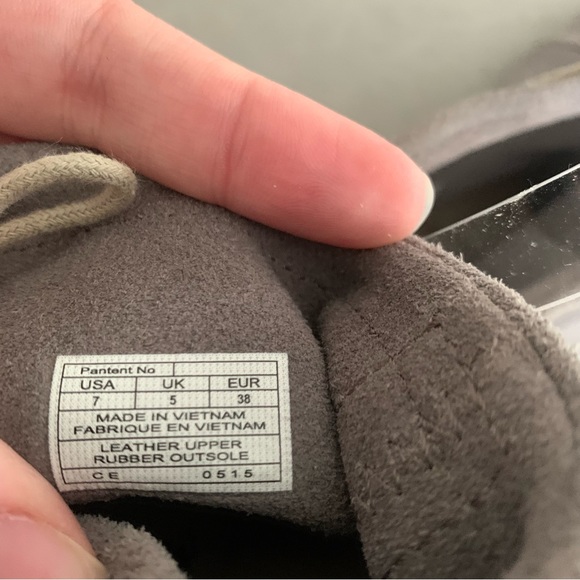 Pantent No
USA UK EUR
7 5 38
MADE IN VIETNAM
FABRIQUE EN VIETNAM
LEATHER UPPER
RUBBER OUTSOLE
CE 0515